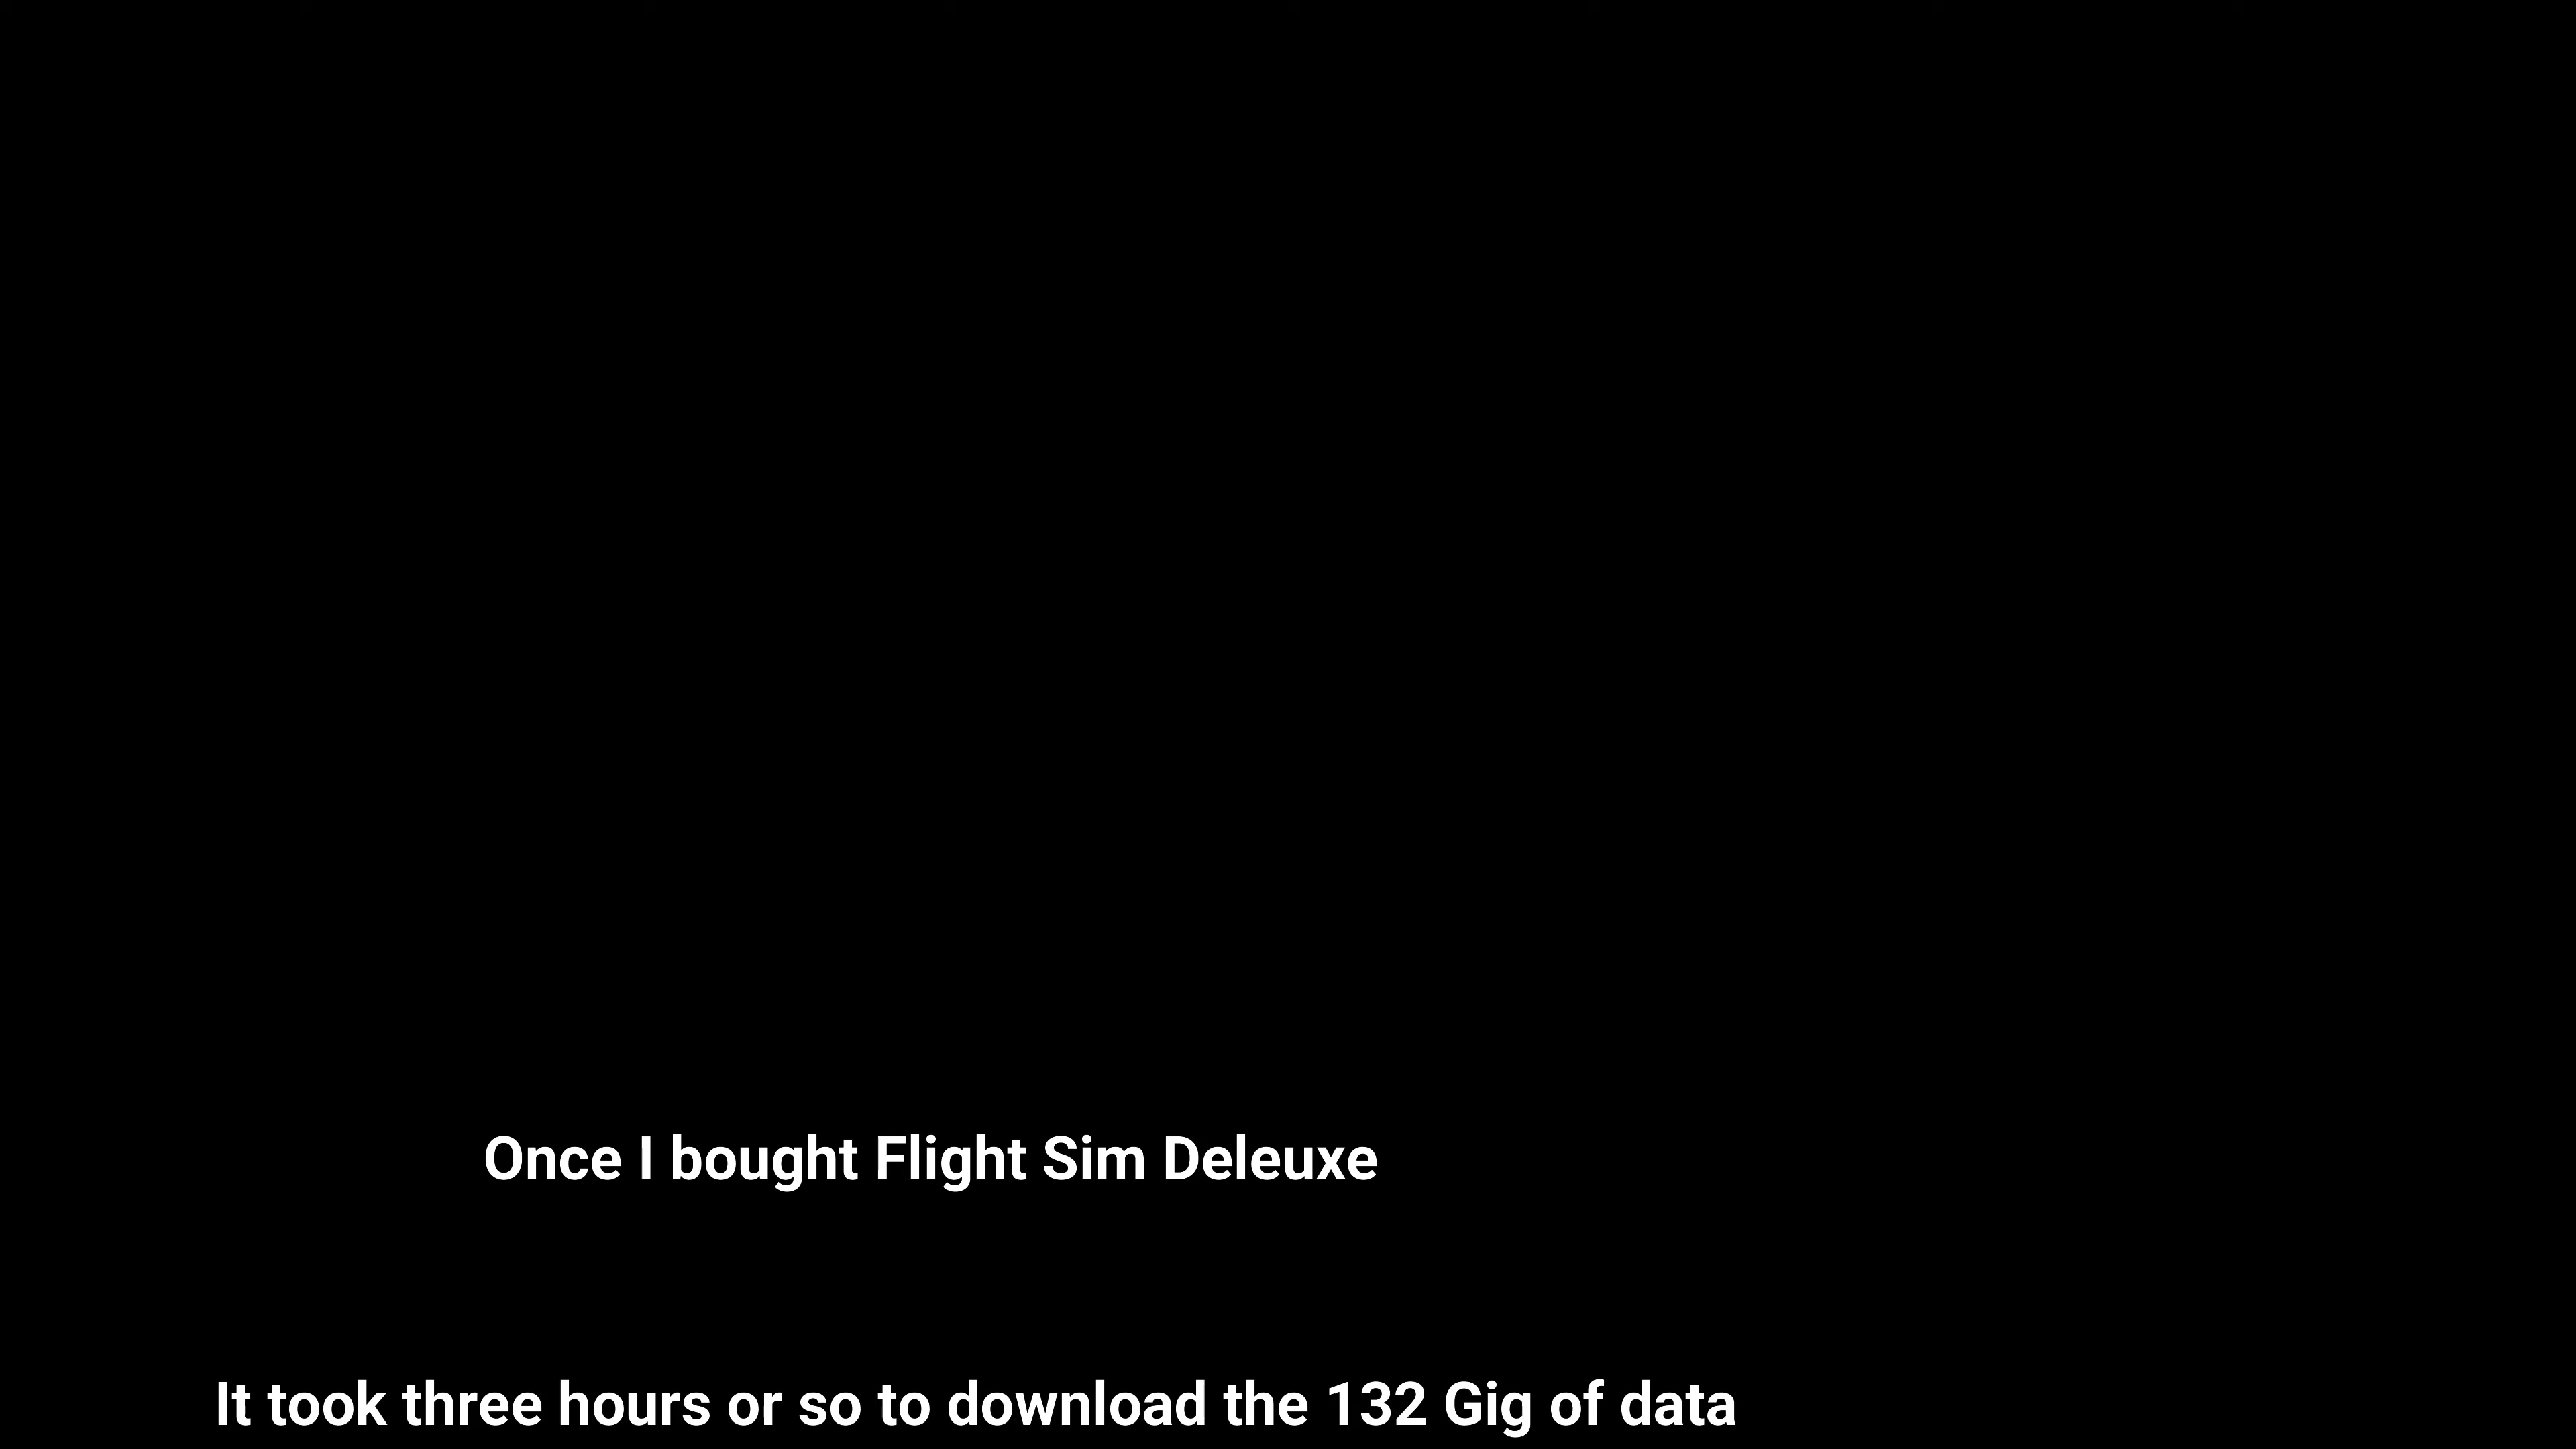 Once I bought Flight Sim Deleuxe
It took three hours or so to download the 132 Gig of data